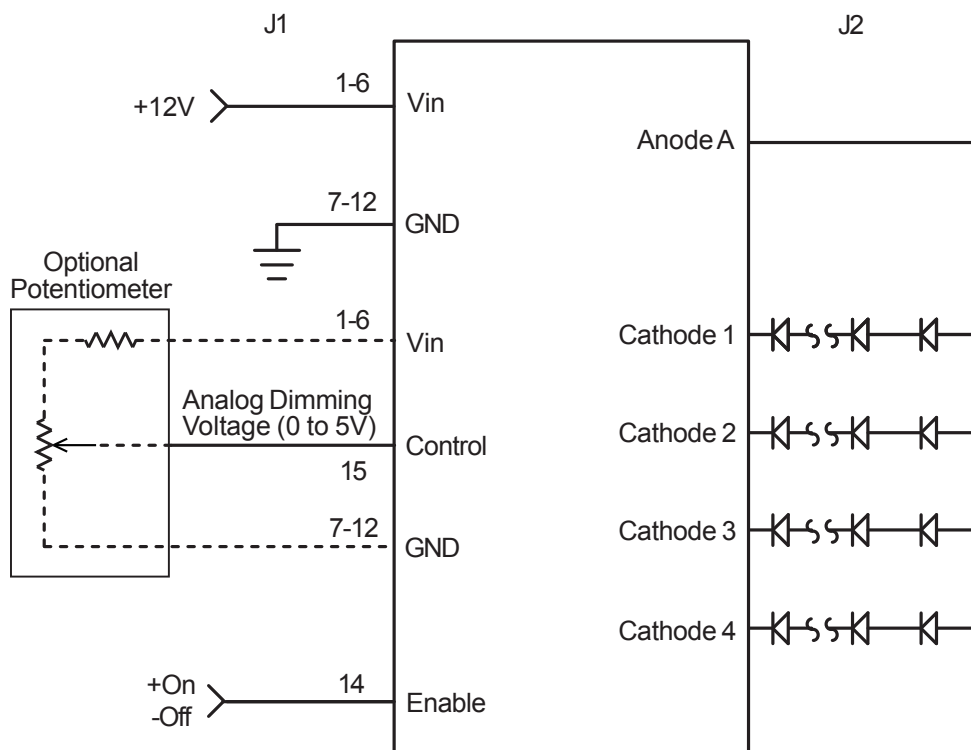 J1
J2
1-6
+12V
Vin
Anode A
7-12
GND
Optional
Potentiometer
1-6
Vin
Cathode 1
Analog Dimming
Voltage (0 to 5V)
Control
15
Cathode 2
7-12
GND
Cathode 3
Cathode 4
+On
-Off
14
Enable